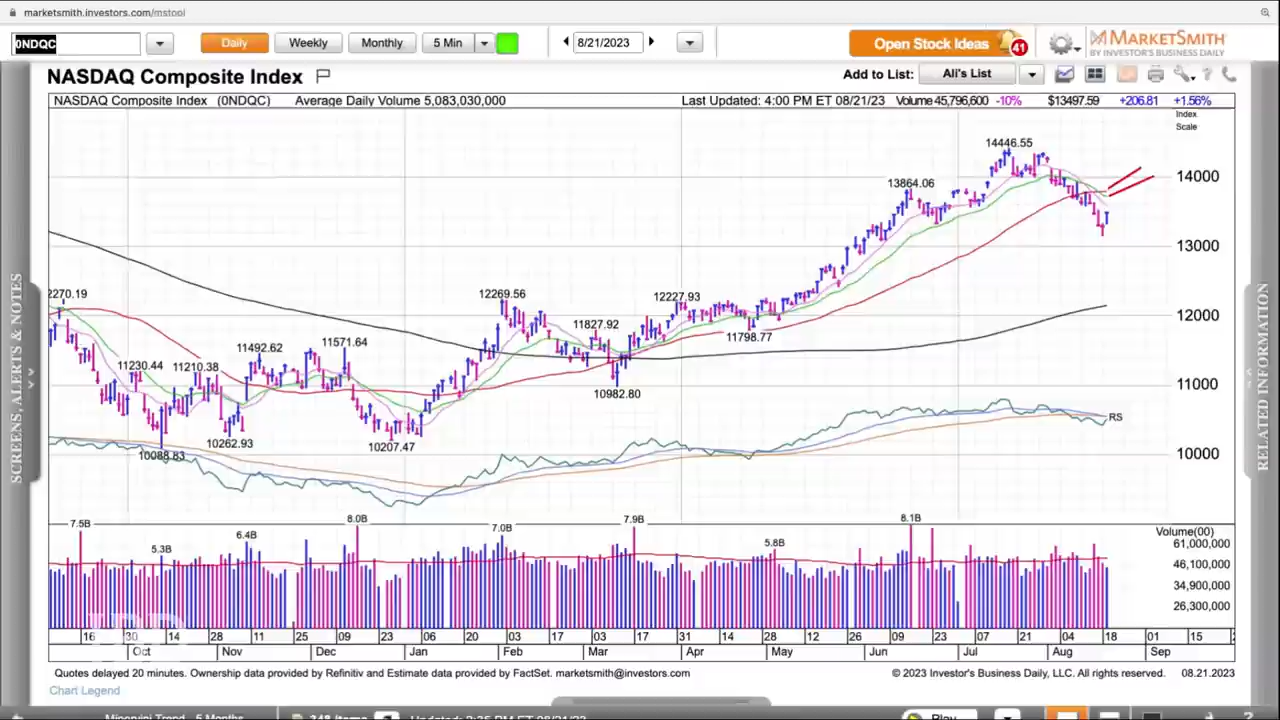 marketsmith.investors.com/mstool
0NDQC
Daily
Weekly
Monthly
5 Min
8/21/2023
Open Stock Ideas
41
MARKETSMITH
BY INVESTOR'S BUSINESS DAILY
NASDAQ Composite Index
Add to List:
Ali's List
NASDAQ Composite Index (0NDQC) Average Daily Volume 5,083,030,000
Last Updated: 4:00 PM ET 08/21/23 Volume 45,796,600 -10% $13497.59 +206.81 +1.56%
Index
Scale
14446.55
14000
13864.06
13000
2270.19
12269.56
12227.93
12000
11827.92
11798.77
11571.64
11492.62
11230.44
11210.38
11000
10982.80
RS
10262.93
10207.47
10088.83
10000
7.5B
5.3B
6.4B
8.0B
7.0B
7.9B
5.8B
8.1B
Volume(00)
61,000,000
46,100,000
34,900,000
26,300,000
16 30 14 28 11 25 09 23 06 20 03 17 03 17 31 14 28 12 26 09 23 07 21 04 18 01 15
Oct Nov Dec Jan Feb Mar Apr May Jun Jul Aug Sep
Quotes delayed 20 minutes. Ownership data provided by Refinitiv and Estimate data provided by FactSet. marketsmith@investors.com
© 2023 Investor's Business Daily, LLC. All rights reserved. 08.21.2023
Chart Legend
SCREENS, ALERTS & NOTES
RELATED INFORMATION
IBD